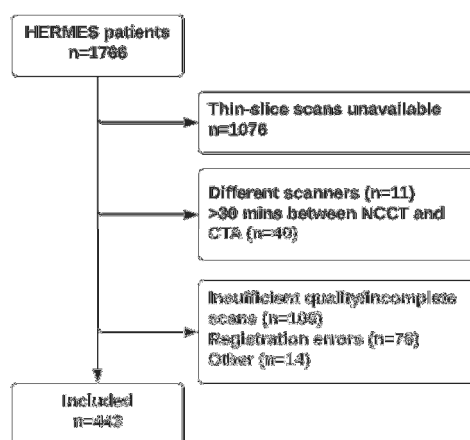 HERMES patients
n=1766
Thin-slice scans unavailable
n=1076
Different scanners (n=11)
>30 mins between NCCT and
CTA (n=40)
Insufficient quality/incomplete
scans (n=106)
Registration errors (n=76)
Other (n=14)
Included
n=443